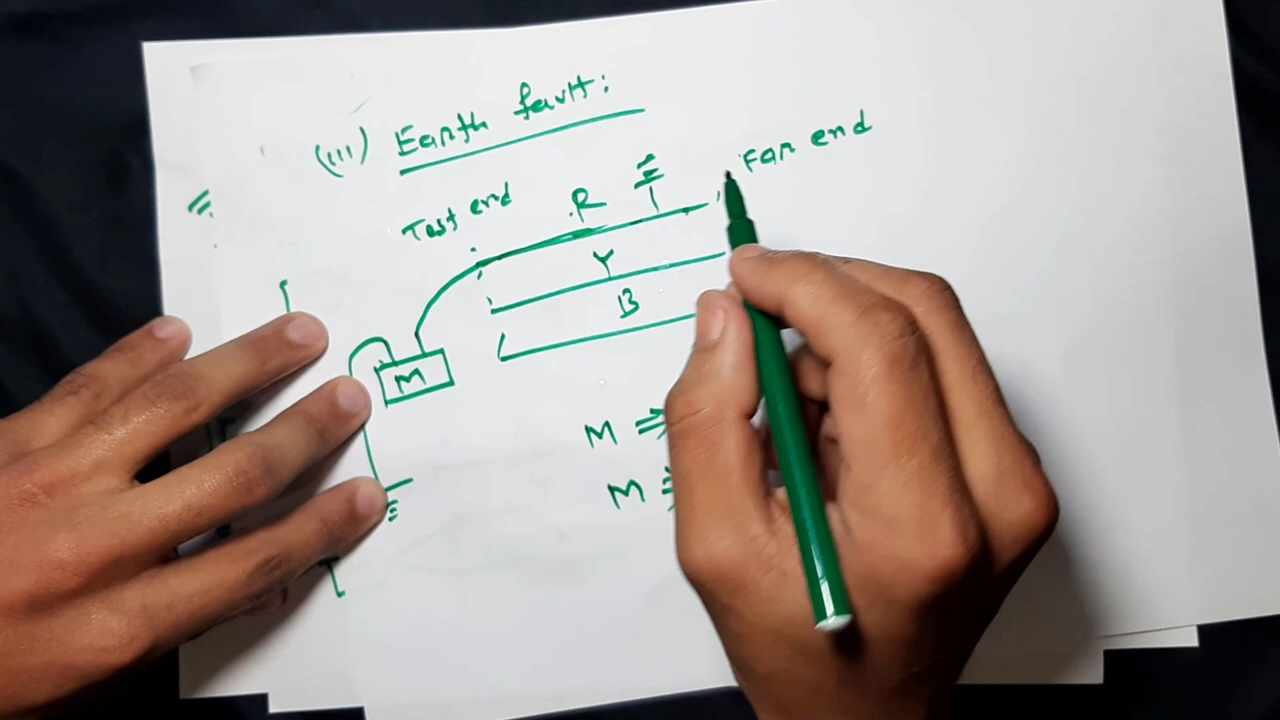 (iii) Earth fault:
Test end
Far end
R
Y
B
M
M ⇒
M ⇒